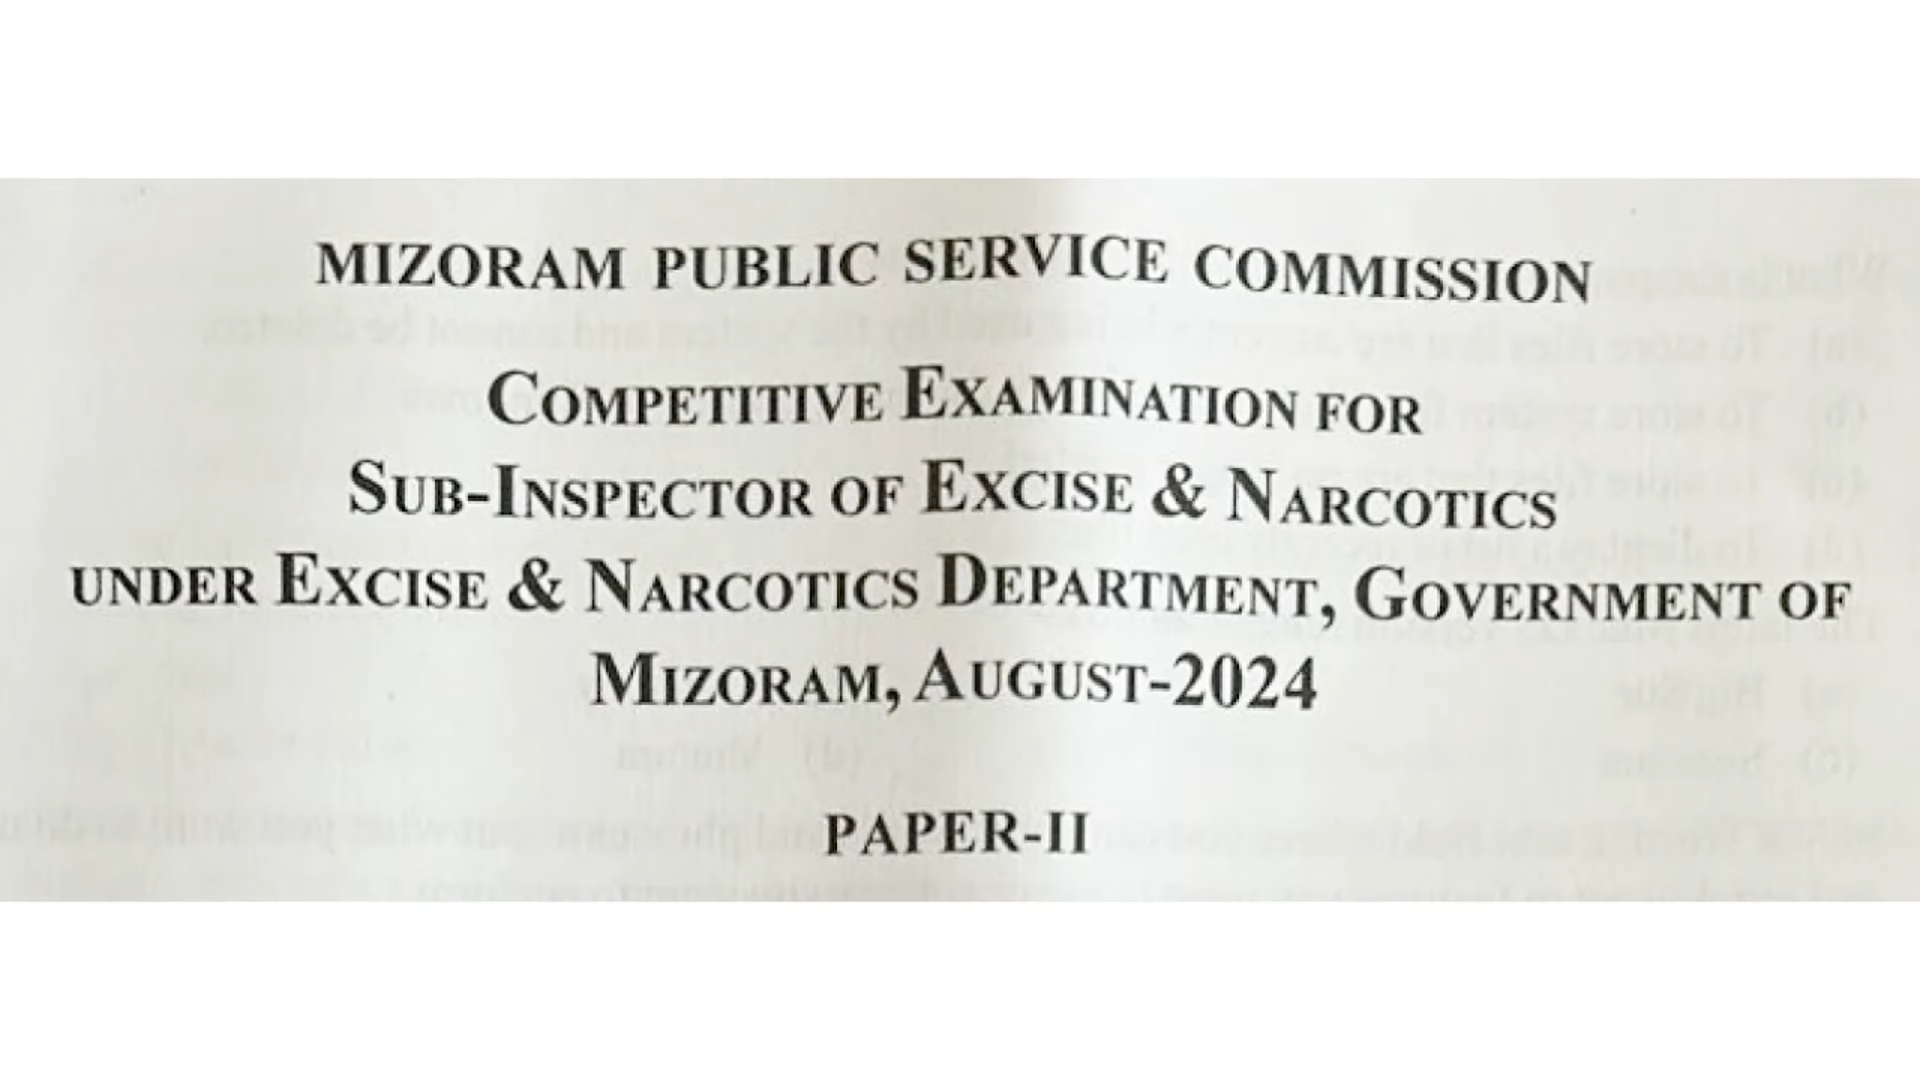 MIZORAM PUBLIC SERVICE COMMISSION
COMPETITIVE EXAMINATION FOR
SUB-INSPECTOR OF EXCISE & NARCOTICS
UNDER EXCISE & NARCOTICS DEPARTMENT, GOVERNMENT OF
MIZORAM, AUGUST-2024
PAPER-II